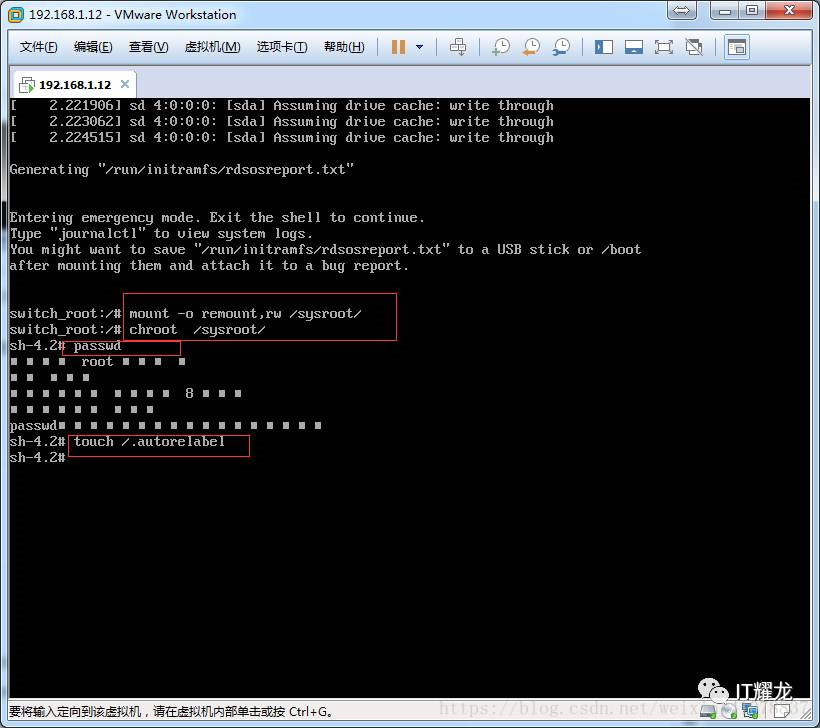 192.168.1.12 - VMware Workstation
文件(F) 编辑(E) 查看(V) 虚拟机(M) 选项卡(T) 帮助(H)
192.168.1.12
[    2.221906] sd 4:0:0:0: [sda] Assuming drive cache: write through
[    2.223062] sd 4:0:0:0: [sda] Assuming drive cache: write through
[    2.224515] sd 4:0:0:0: [sda] Assuming drive cache: write through
Generating "/run/initramfs/rdsosreport.txt"
Entering emergency mode. Exit the shell to continue.
Type "journalctl" to view system logs.
You might want to save "/run/initramfs/rdsosreport.txt" to a USB stick or /boot
after mounting them and attach it to a bug report.
switch_root:/# mount -o remount,rw /sysroot/
switch_root:/# chroot  /sysroot/
sh-4.2# passwd
■ ■ ■ ■  root ■ ■ ■  ■
■ ■  ■ ■ ■
■ ■ ■ ■ ■ ■  ■ ■ ■ ■  8 ■ ■ ■
■ ■ ■ ■ ■ ■  ■ ■ ■
passwd■ ■ ■ ■ ■ ■ ■ ■ ■ ■ ■ ■ ■ ■ ■ ■ ■
sh-4.2# touch /.autorelabel
sh-4.2#
IT耀龙
https://blog.csdn.net/weix
要将输入定向到该虚拟机，请在虚拟机内部单击或按 Ctrl+G。